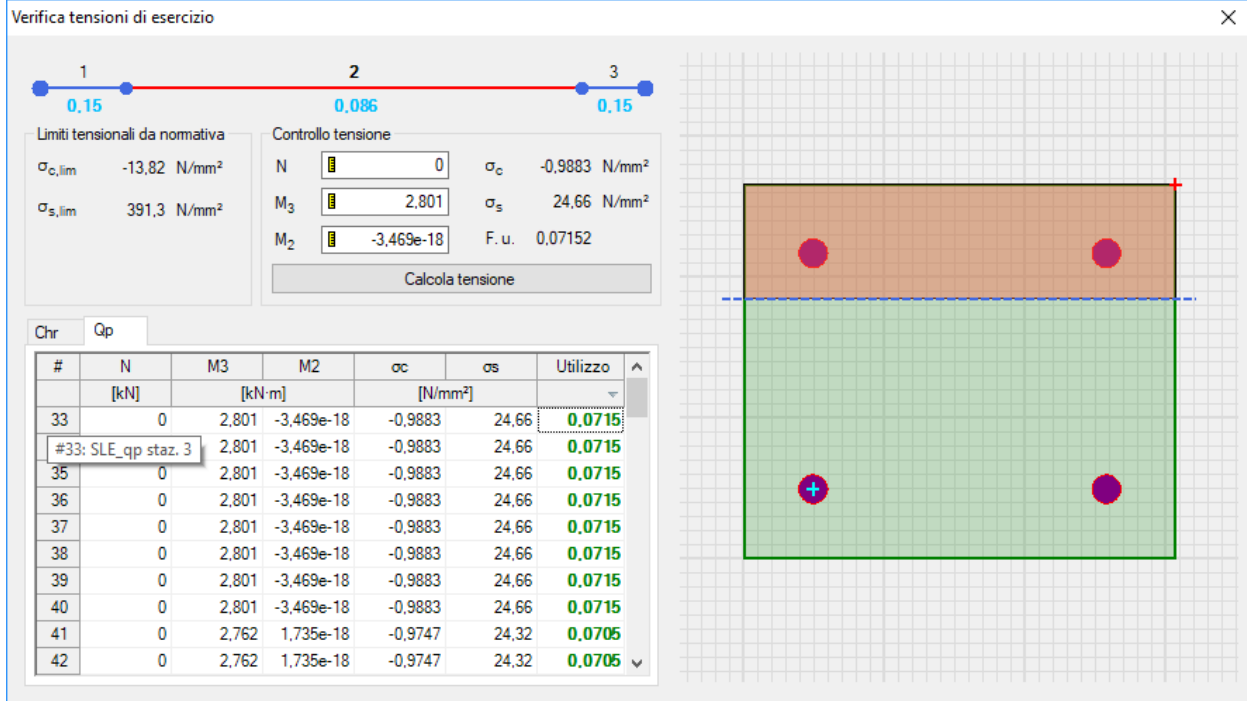 Verifica tensioni di esercizio
1 2 3
0,15 0,086 0,15
Limiti tensionali da normativa
σc,lim -13,82 N/mm²
σs,lim 391,3 N/mm²
Controllo tensione
N 0 σc -0,9883 N/mm²
M3 2,801 σs 24,66 N/mm²
M2 -3,469e-18 F. u. 0,07152
Calcola tensione
Chr Qp
# N M3 M2 σc σs Utilizzo
[kN] [kN·m] [N/mm²]
33 0 2,801 -3,469e-18 -0,9883 24,66 0,0715
#33: SLE_qp staz. 3 2,801 -3,469e-18 -0,9883 24,66 0,0715
35 0 2,801 -3,469e-18 -0,9883 24,66 0,0715
36 0 2,801 -3,469e-18 -0,9883 24,66 0,0715
37 0 2,801 -3,469e-18 -0,9883 24,66 0,0715
38 0 2,801 -3,469e-18 -0,9883 24,66 0,0715
39 0 2,801 -3,469e-18 -0,9883 24,66 0,0715
40 0 2,801 -3,469e-18 -0,9883 24,66 0,0715
41 0 2,762 1,735e-18 -0,9747 24,32 0,0705
42 0 2,762 1,735e-18 -0,9747 24,32 0,0705